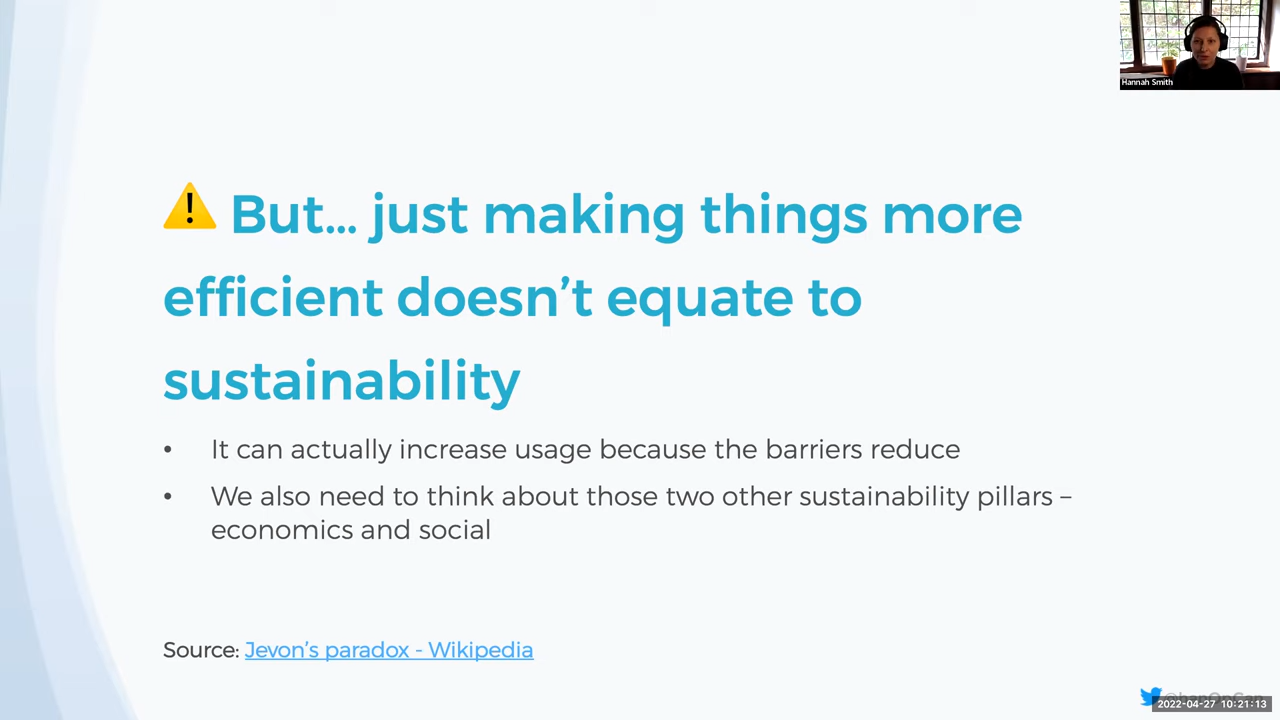 Hannah Smith
⚠️ But... just making things more
efficient doesn't equate to
sustainability
• It can actually increase usage because the barriers reduce
• We also need to think about those two other sustainability pillars –
economics and social
Source: Jevon's paradox - Wikipedia
2022-04-27 10:21:13